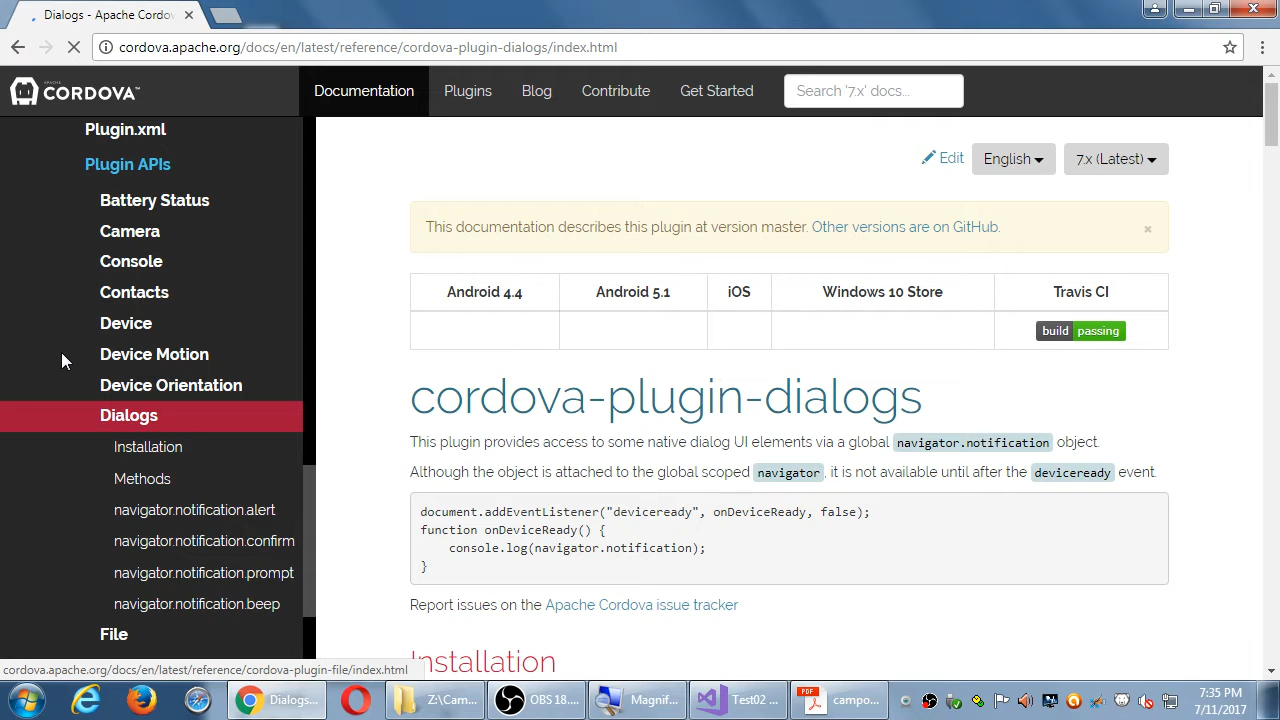 Dialogs - Apache Cordov
cordova.apache.org/docs/en/latest/reference/cordova-plugin-dialogs/index.html
APACHE
CORDOVA™
Documentation Plugins Blog Contribute Get Started Search '7.x' docs...
Plugin.xml
Plugin APIs
Battery Status
Camera
Console
Contacts
Device
Device Motion
Device Orientation
Dialogs
Installation
Methods
navigator.notification.alert
navigator.notification.confirm
navigator.notification.prompt
navigator.notification.beep
File
Edit English 7.x (Latest)
This documentation describes this plugin at version master. Other versions are on GitHub. ×
Android 4.4 Android 5.1 iOS Windows 10 Store Travis CI
build passing
cordova-plugin-dialogs
This plugin provides access to some native dialog UI elements via a global navigator.notification object.
Although the object is attached to the global scoped navigator, it is not available until after the deviceready event.
document.addEventListener("deviceready", onDeviceReady, false);
function onDeviceReady() {
console.log(navigator.notification);
}
Report issues on the Apache Cordova issue tracker
Installation
cordova.apache.org/docs/en/latest/reference/cordova-plugin-file/index.html
Dialogs... Z:\Cam... OBS 18.... Magnif... Test02 ... PDF campo...
7:35 PM
7/11/2017